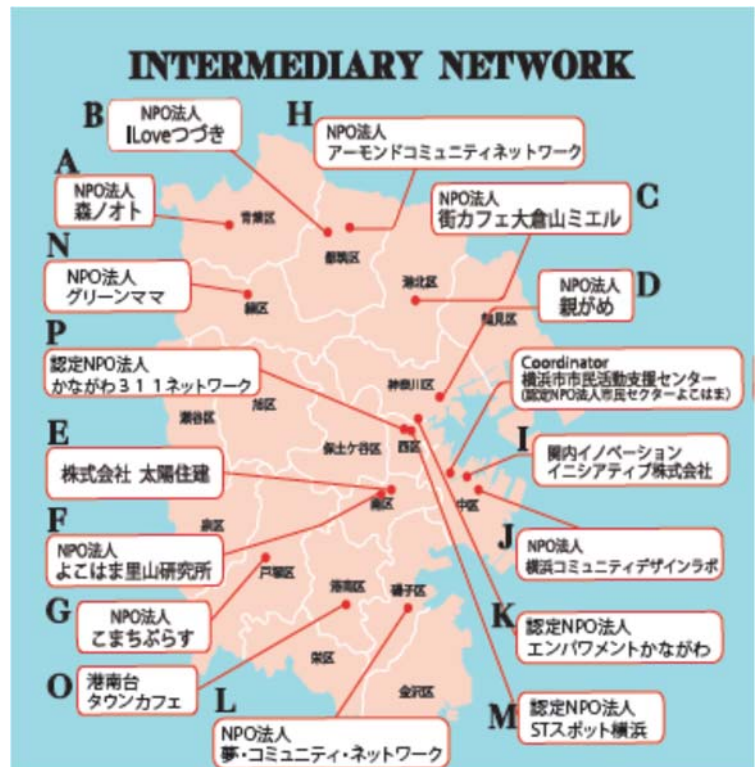 INTERMEDIARY NETWORK
B
NPO法人
ILoveつづき
H
NPO法人
アーモンドコミュニティネットワーク
A
NPO法人
森ノオト
C
NPO法人
街カフェ大倉山ミエル
N
NPO法人
グリーンママ
D
NPO法人
親がめ
P
認定NPO法人
かながわ311ネットワーク
Coordinator
横浜市市民活動支援センター
(認定NPO法人市民セクターよこはま)
E
株式会社 太陽住建
I
関内イノベーション
イニシアティブ株式会社
F
NPO法人
よこはま里山研究所
J
NPO法人
横浜コミュニティデザインラボ
G
NPO法人
こまちぷらす
K
認定NPO法人
エンパワメントかながわ
O
港南台
タウンカフェ
L
NPO法人
夢・コミュニティ・ネットワーク
M
認定NPO法人
STスポット横浜
青葉区
都筑区
港北区
緑区
鶴見区
神奈川区
瀬谷区
旭区
保土ケ谷区
西区
中区
南区
泉区
戸塚区
港南区
磯子区
栄区
金沢区